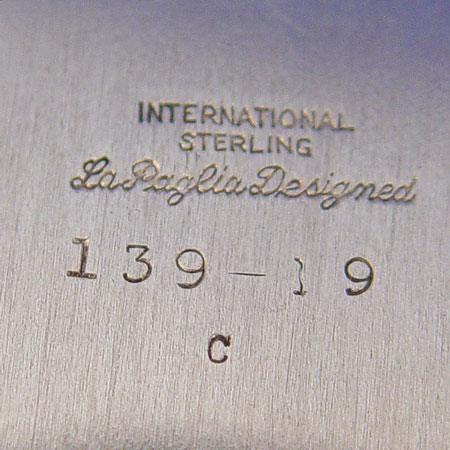 INTERNATIONAL
STERLING
LaPaglia Designed
139-19
C